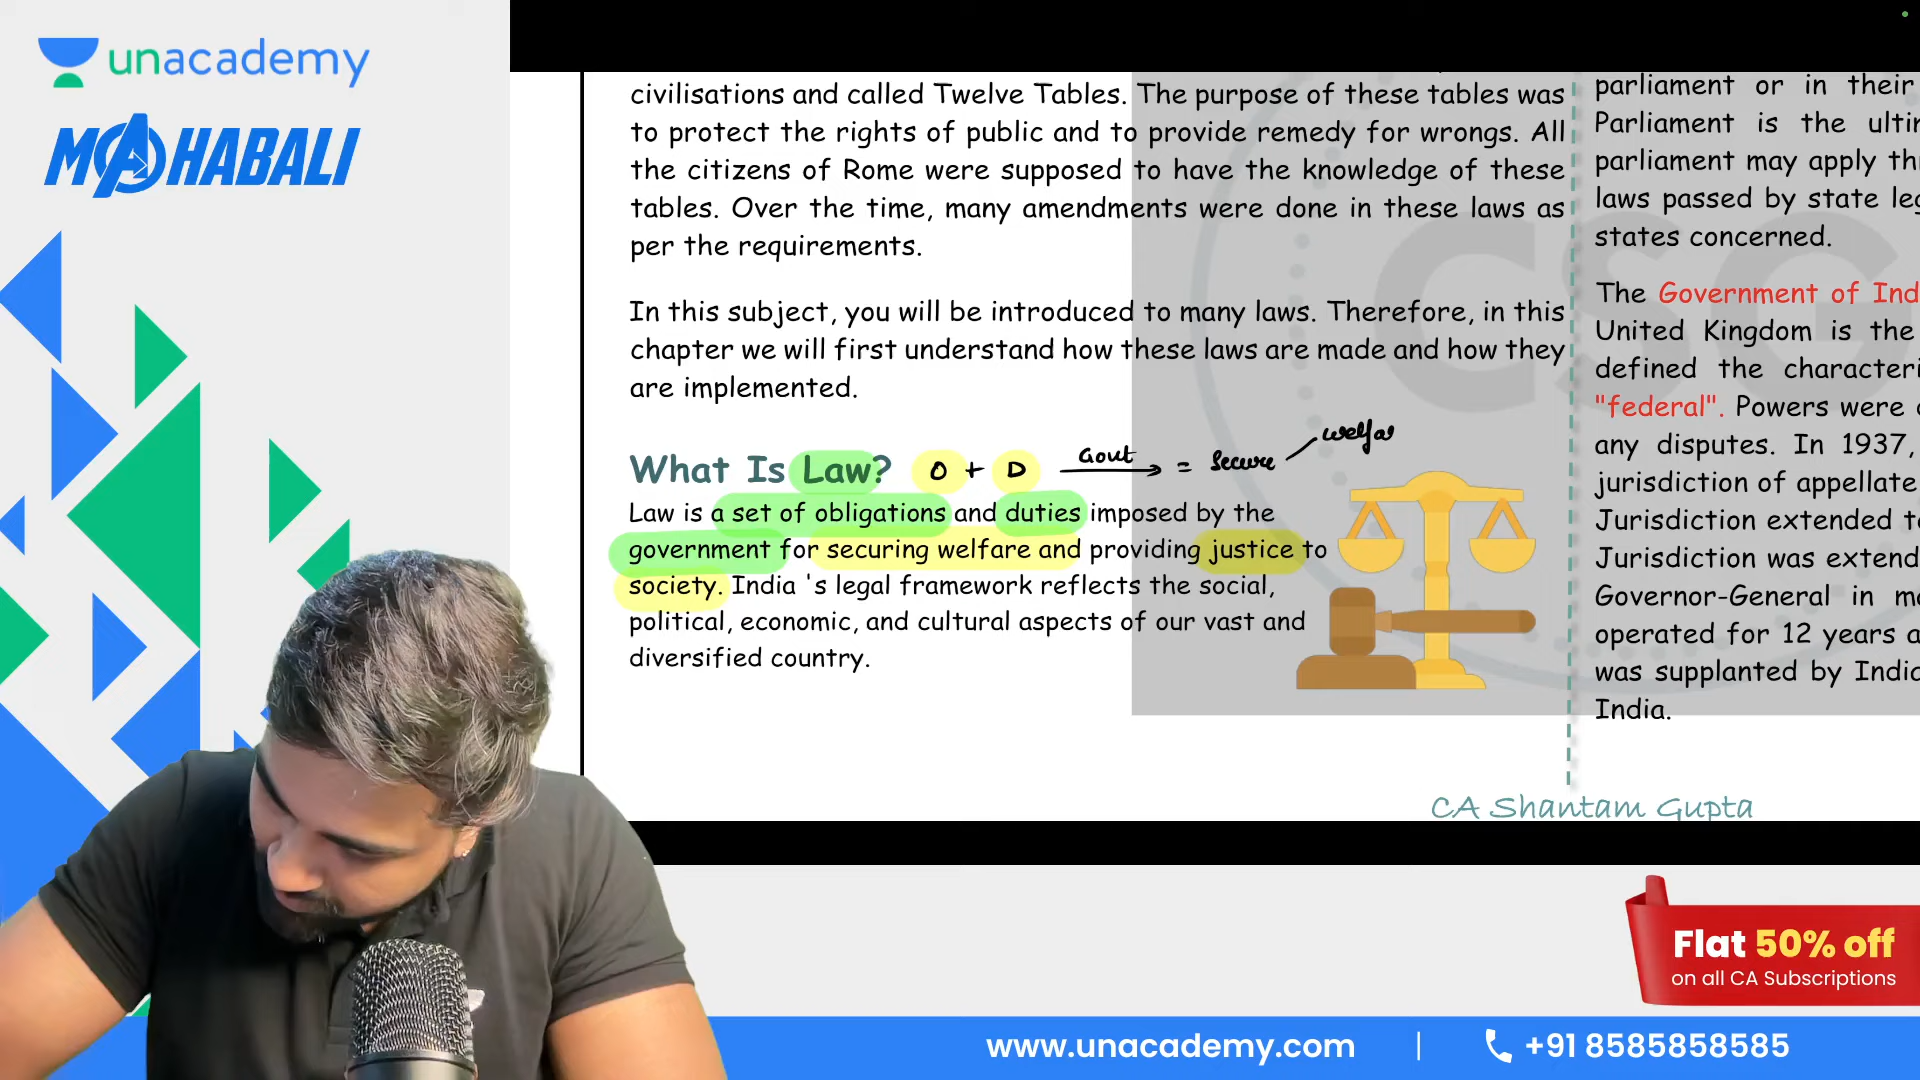 unacademy
MAHABALI
civilisations and called Twelve Tables. The purpose of these tables was
to protect the rights of public and to provide remedy for wrongs. All
the citizens of Rome were supposed to have the knowledge of these
tables. Over the time, many amendments were done in these laws as
per the requirements.
In this subject, you will be introduced to many laws. Therefore, in this
chapter we will first understand how these laws are made and how they
are implemented.
What Is Law? O + D Govt = Secure welfar
Law is a set of obligations and duties imposed by the
government for securing welfare and providing justice to
society. India 's legal framework reflects the social,
political, economic, and cultural aspects of our vast and
diversified country.
parliament or in their
Parliament is the ultin
parliament may apply th
laws passed by state leg
states concerned.
The Government of Ind
United Kingdom is the
defined the characteri
"federal". Powers were
any disputes. In 1937,
jurisdiction of appellate
Jurisdiction extended t
Jurisdiction was extend
Governor-General in m
operated for 12 years a
was supplanted by India
India.
CSG
CA Shantam Gupta
Flat 50% off
on all CA Subscriptions
www.unacademy.com | +91 8585858585